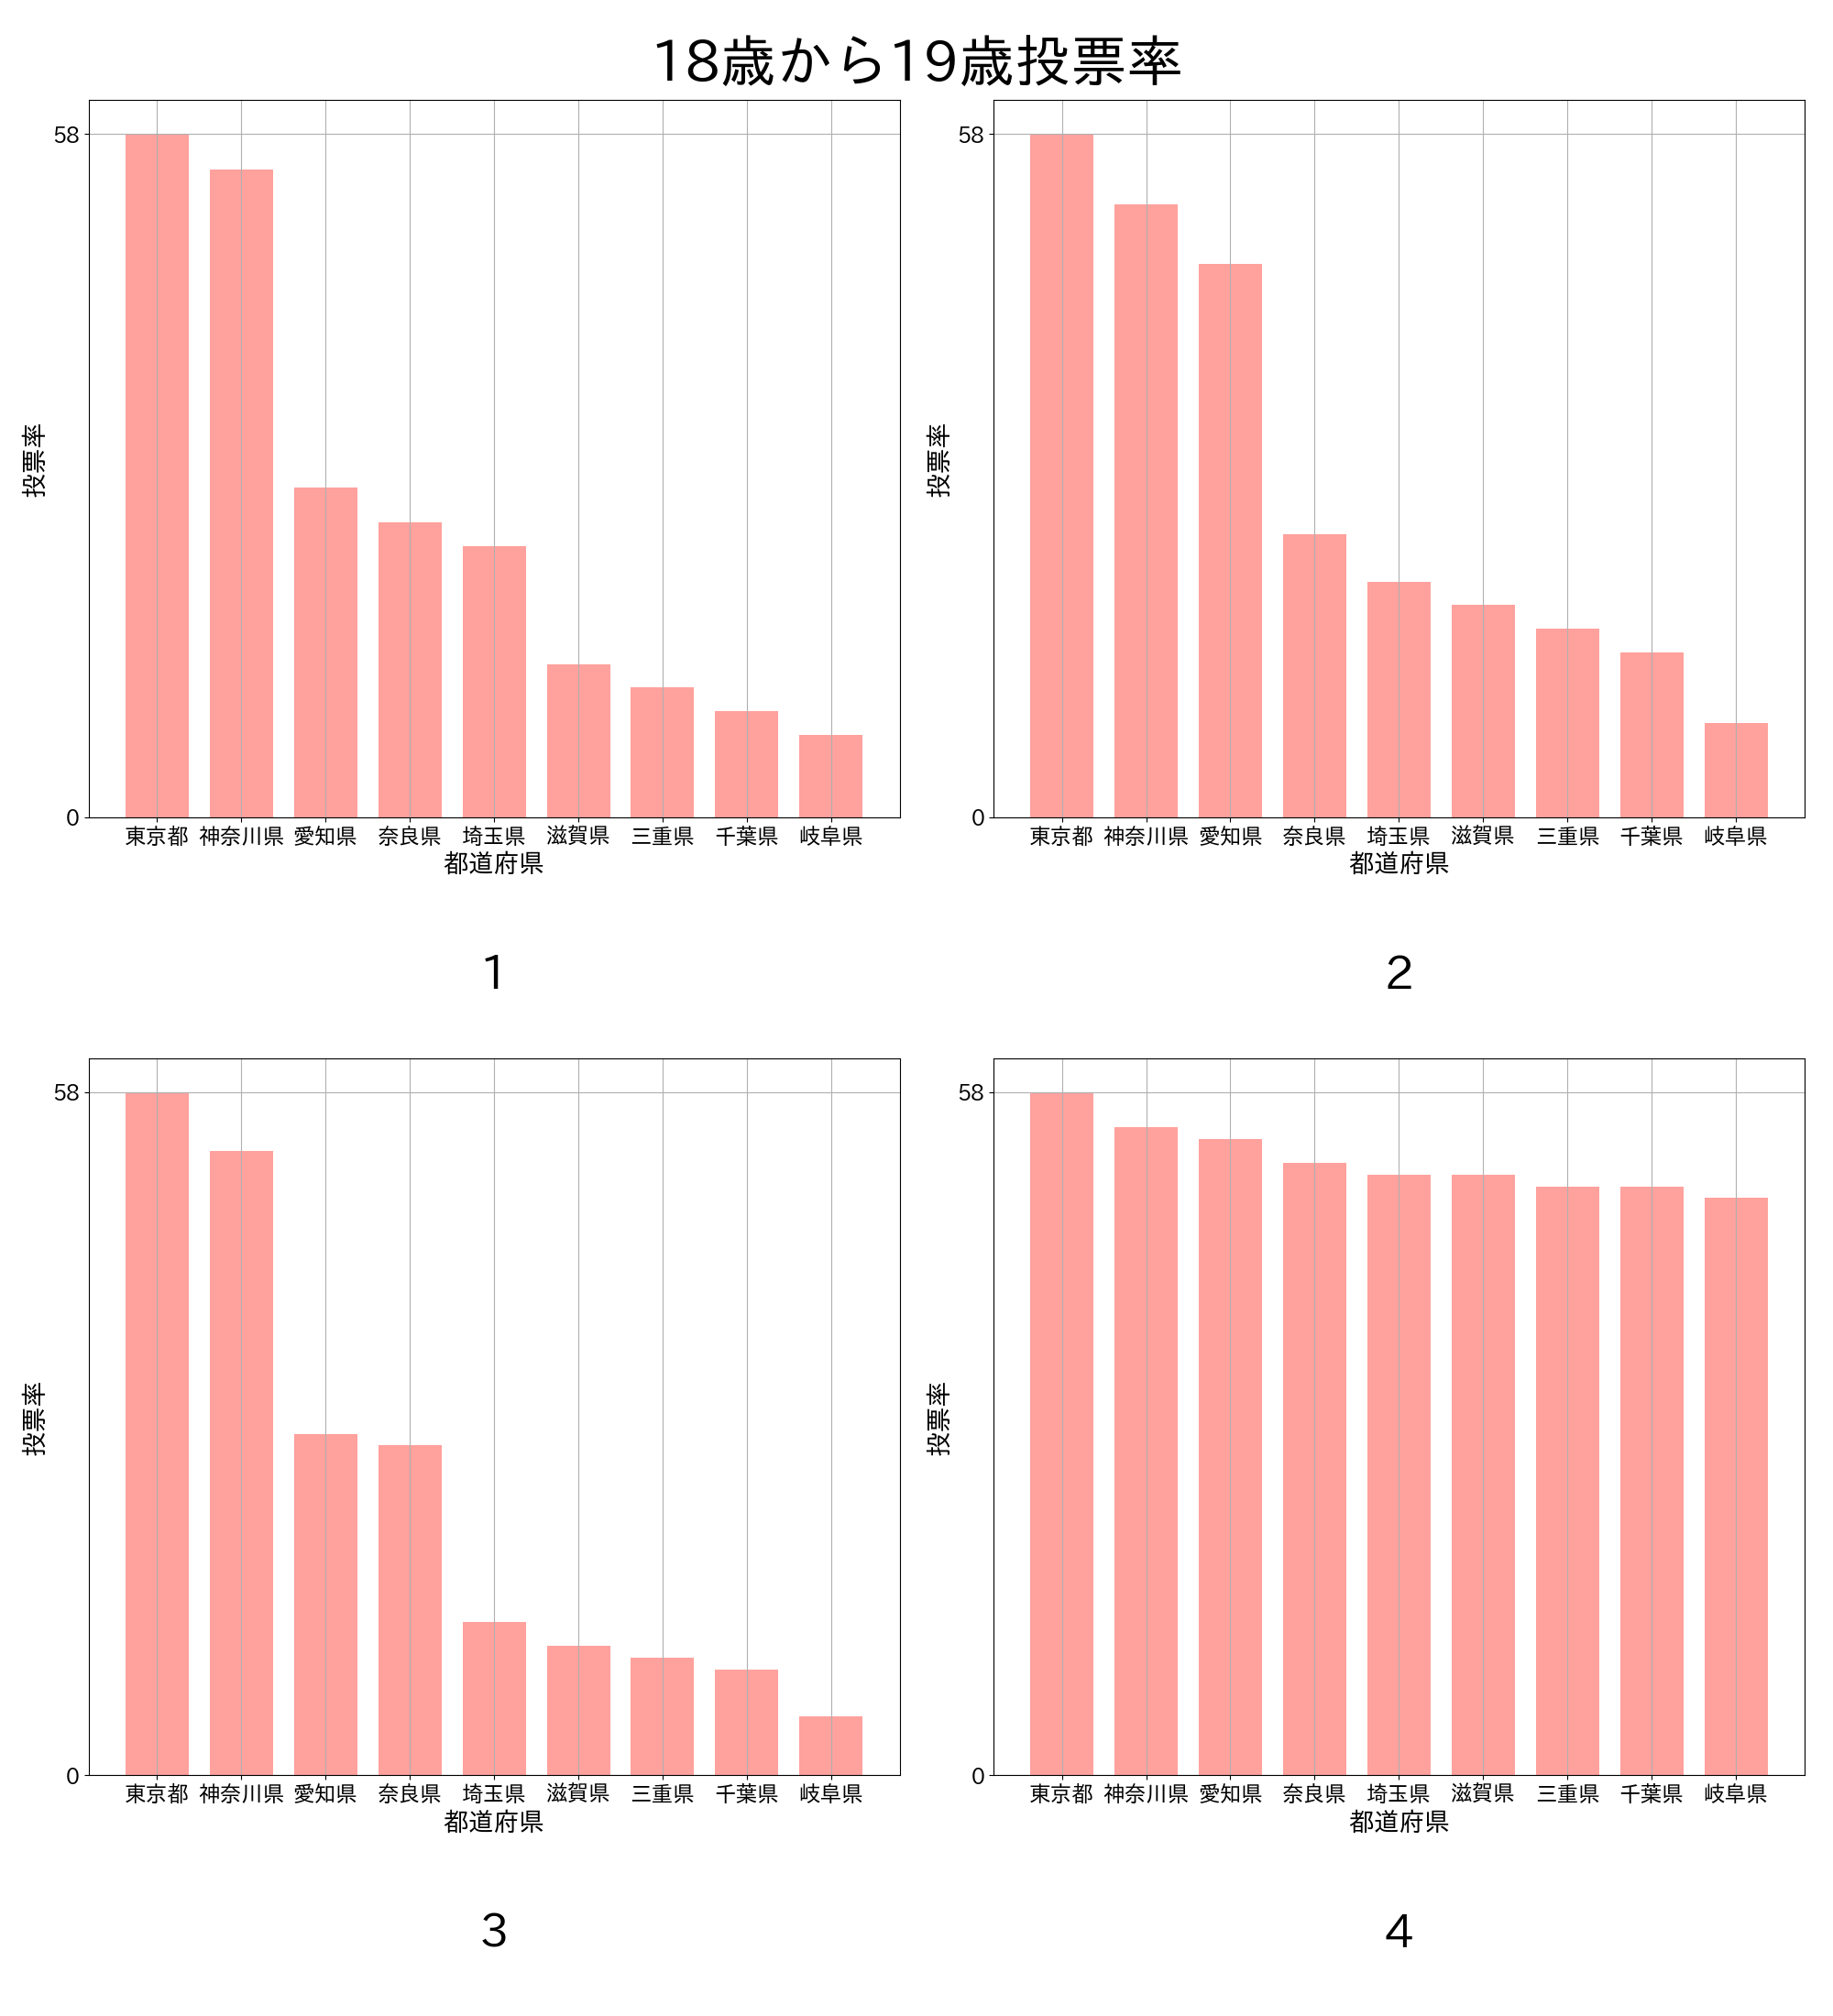 18歳から19歳投票率
58
0
投票率
東京都 神奈川県 愛知県 奈良県 埼玉県 滋賀県 三重県 千葉県 岐阜県
都道府県
1
58
0
投票率
東京都 神奈川県 愛知県 奈良県 埼玉県 滋賀県 三重県 千葉県 岐阜県
都道府県
2
58
0
投票率
東京都 神奈川県 愛知県 奈良県 埼玉県 滋賀県 三重県 千葉県 岐阜県
都道府県
3
58
0
投票率
東京都 神奈川県 愛知県 奈良県 埼玉県 滋賀県 三重県 千葉県 岐阜県
都道府県
4